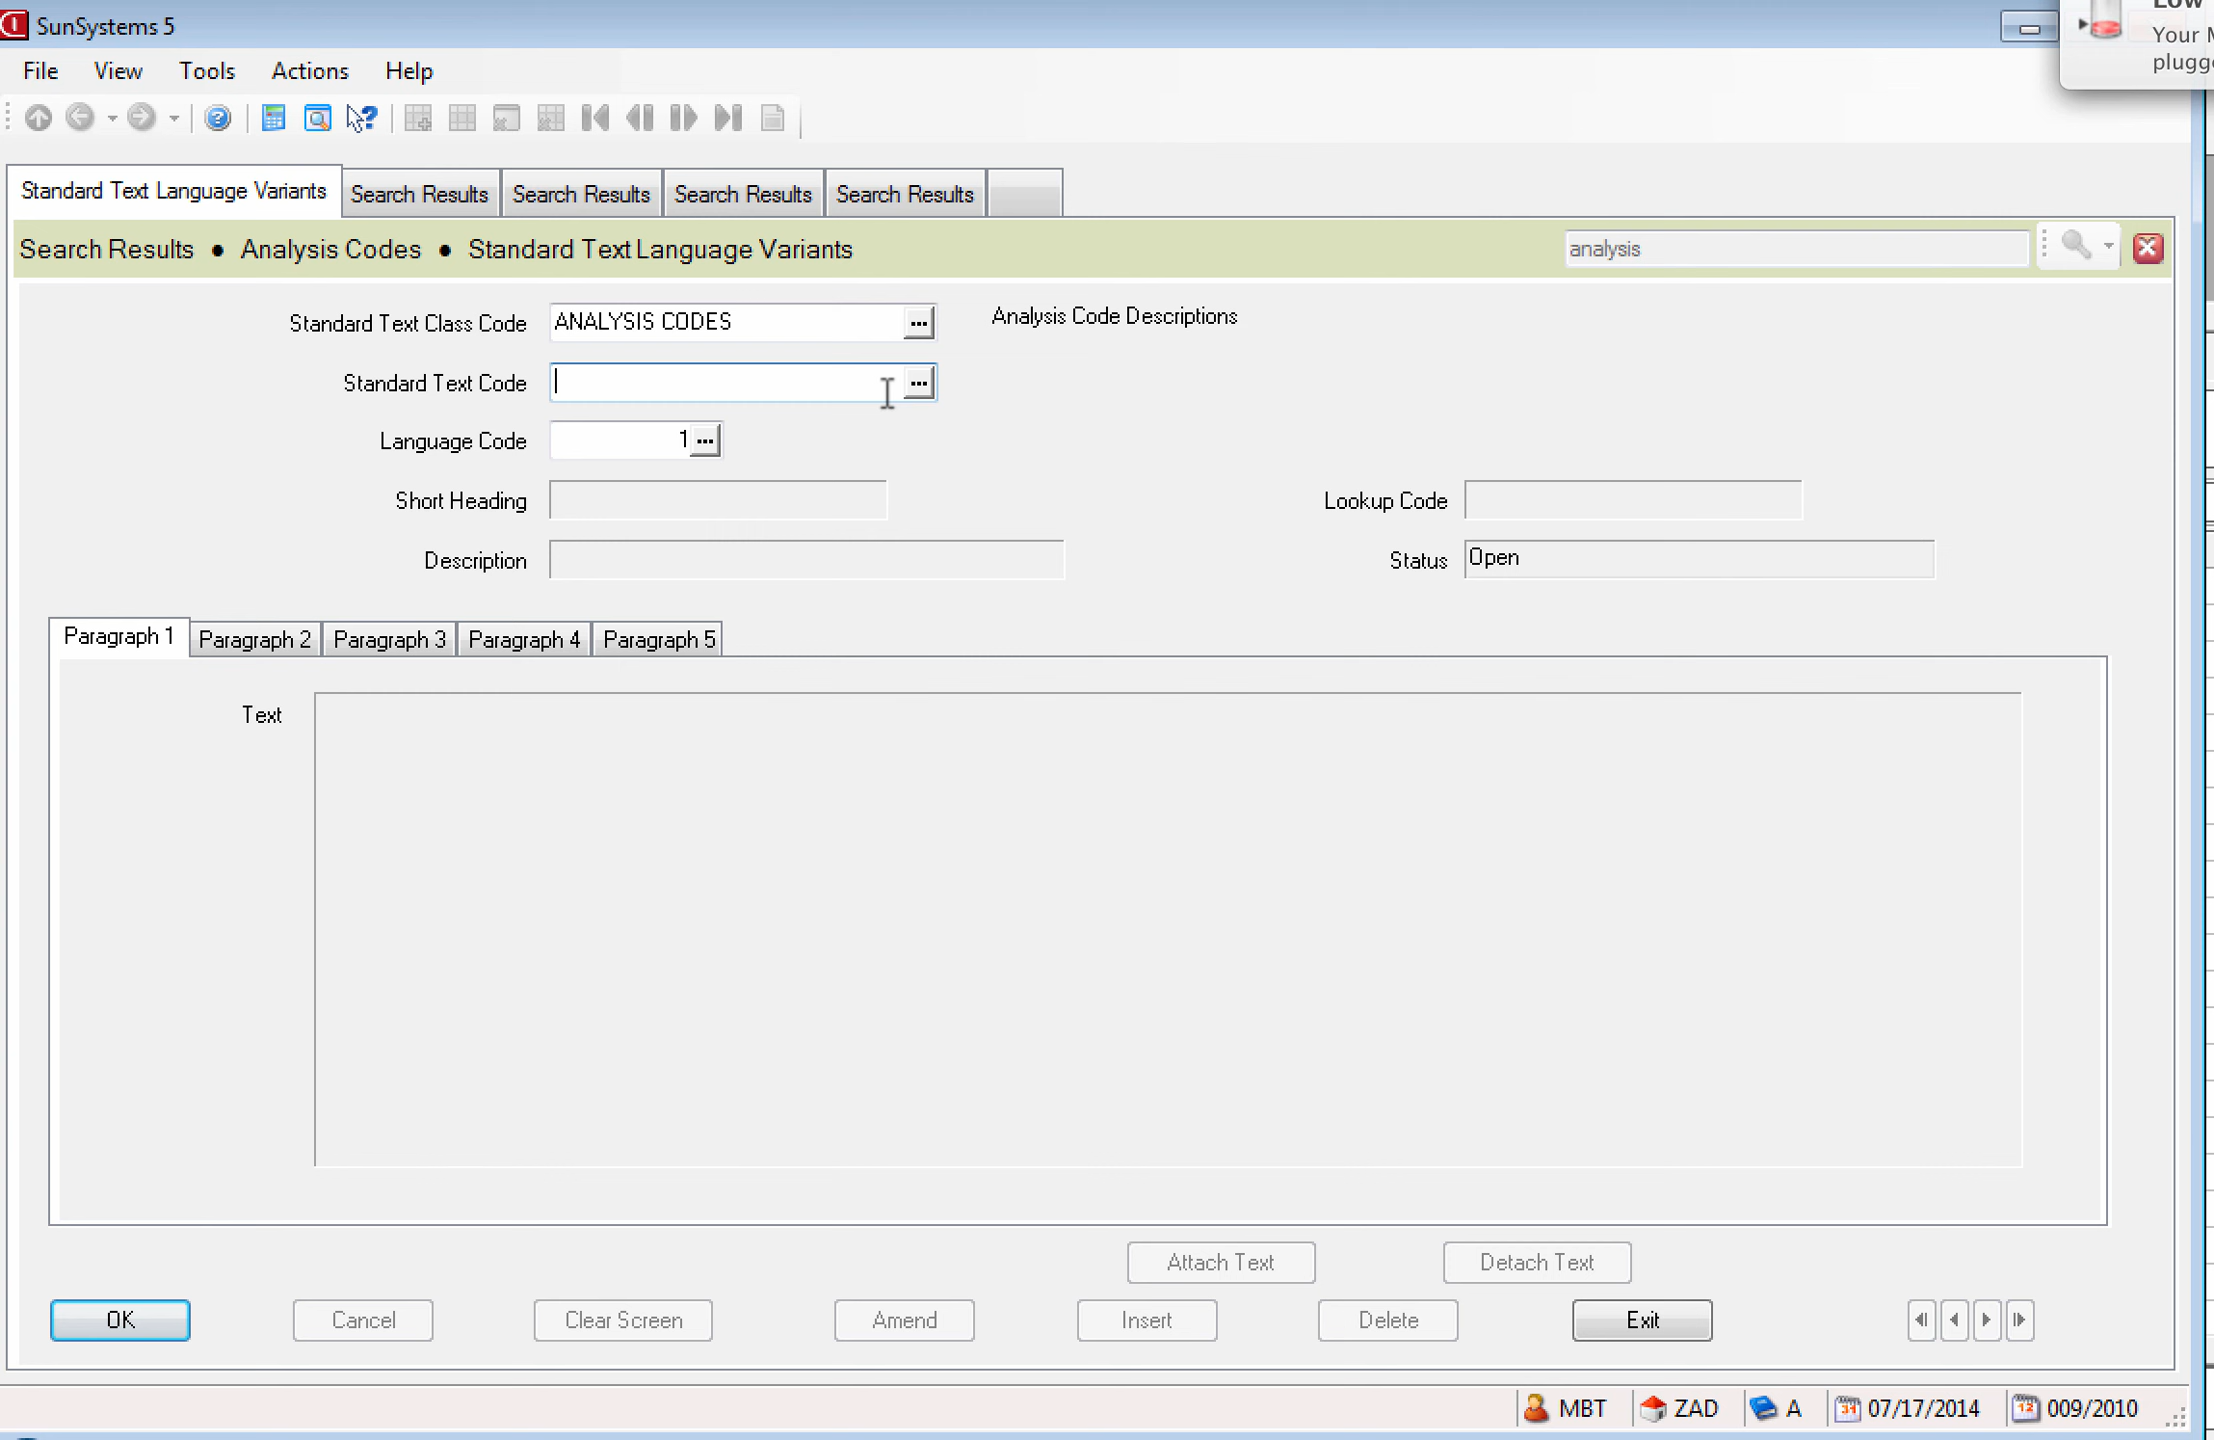 SunSystems 5
Low
Your M
plugge
File View Tools Actions Help
Standard Text Language Variants Search Results Search Results Search Results Search Results
Search Results • Analysis Codes • Standard Text Language Variants analysis
Standard Text Class Code ANALYSIS CODES ... Analysis Code Descriptions
Standard Text Code ...
Language Code 1 ...
Short Heading Lookup Code
Description Status Open
Paragraph 1 Paragraph 2 Paragraph 3 Paragraph 4 Paragraph 5
Text
Attach Text Detach Text
OK Cancel Clear Screen Amend Insert Delete Exit
MBT ZAD A 07/17/2014 009/2010